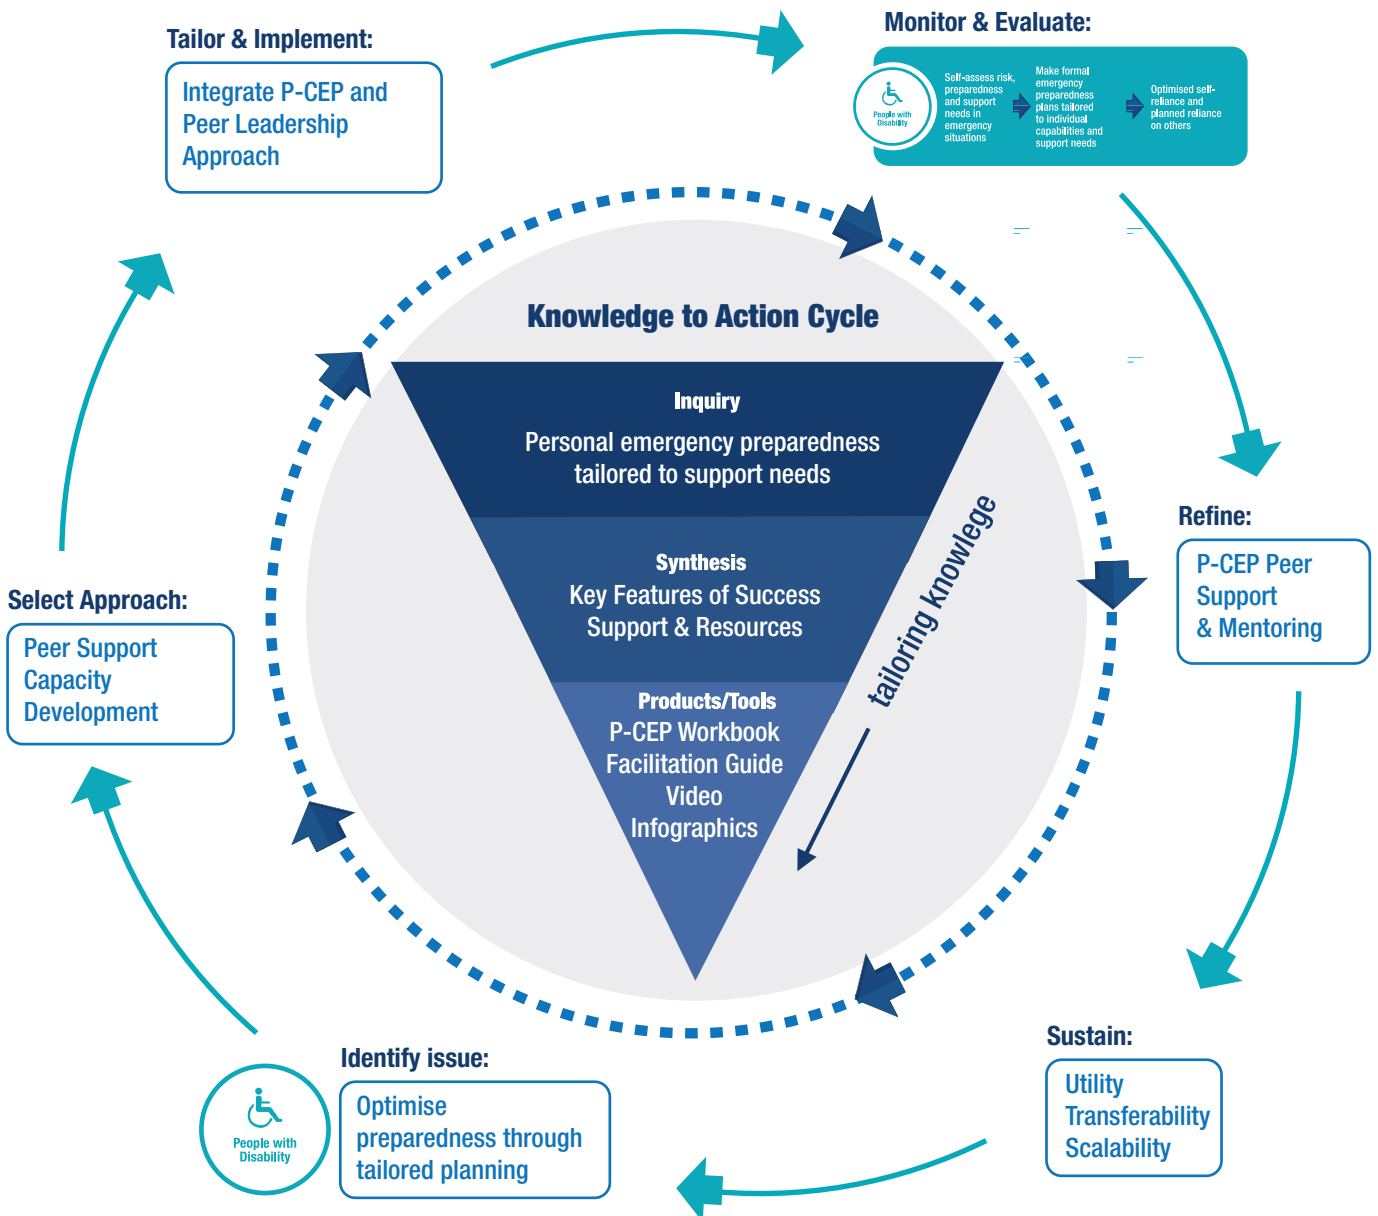 Tailor & Implement:
Integrate P-CEP and
Peer Leadership
Approach
Monitor & Evaluate:
People with
Disability
Self-assess risk,
preparedness
and support
needs in
emergency
situations
Make formal
emergency
preparedness
plans tailored
to individual
capabilities and
support needs
Optimised self-
reliance and
planned reliance
on others
Knowledge to Action Cycle
Inquiry
Personal emergency preparedness
tailored to support needs
Synthesis
Key Features of Success
Support & Resources
Products/Tools
P-CEP Workbook
Facilitation Guide
Video
Infographics
tailoring knowlege
Select Approach:
Peer Support
Capacity
Development
Refine:
P-CEP Peer
Support
& Mentoring
Sustain:
Utility
Transferability
Scalability
Identify issue:
People with
Disability
Optimise
preparedness through
tailored planning